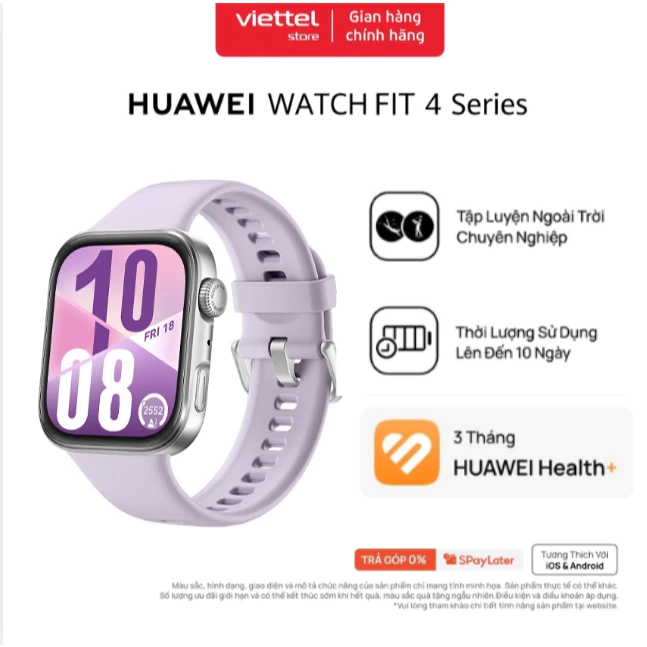 viettel
store
Gian hàng
chính hãng
HUAWEI WATCH FIT 4 Series
10
FRI 18
08
2552
Tập Luyện Ngoài Trời
Chuyên Nghiệp
Thời Lượng Sử Dụng
Lên Đến 10 Ngày
3 Tháng
HUAWEI Health+
TRẢ GÓP 0%
SPayLater
Tương Thích Với
iOS & Android
Màu sắc, hình dạng, giao diện và mô tả chức năng của sản phẩm chỉ mang tính minh họa. Sản phẩm thực tế có thể khác.
Số lượng ưu đãi giới hạn và có thể kết thúc sớm khi hết quà, màu sắc quà tặng ngẫu nhiên.Điều kiện và điều khoản áp dụng.
*Vui lòng tham khảo chi tiết tính năng sản phẩm tại website.